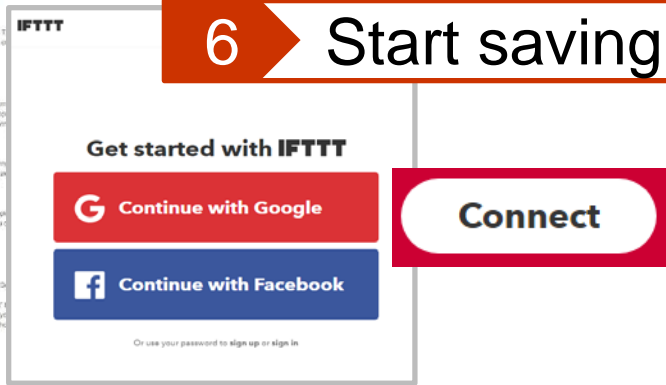 IFTTT
6 Start saving
Get started with IFTTT
Continue with Google
Connect
Continue with Facebook
Or use your password to sign up or sign in